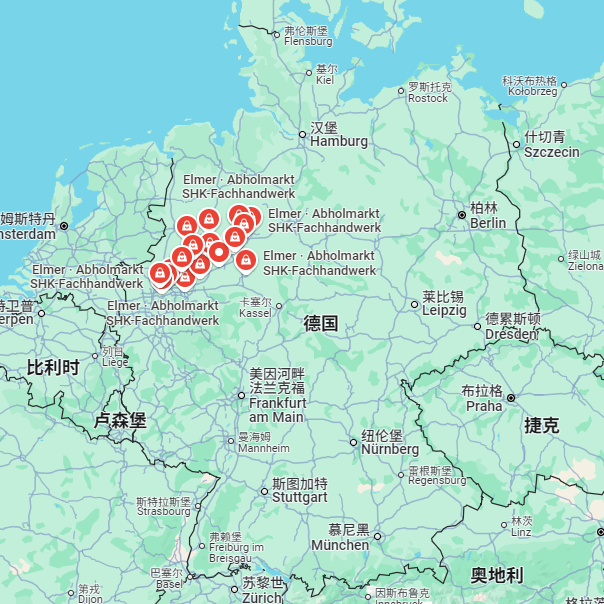 弗伦斯堡
Flensburg
基尔
Kiel
罗斯托克
Rostock
科沃布热格
Kołobrzeg
汉堡
Hamburg
什切青
Szczecin
Elmer · Abholmarkt
SHK-Fachhandwerk
姆斯特丹
msterdam
Elmer · Abholmarkt
SHK-Fachhandwerk
柏林
Berlin
Elmer · Abholmarkt
SHK-Fachhandwerk
绿山城
Zielona
Elmer · Abholmarkt
SHK-Fachhandwerk
特卫普
erpen
Elmer · Abholmarkt
SHK-Fachhandwerk
卡塞尔
Kassel
莱比锡
Leipzig
德国
德累斯顿
Dresden
列日
Liège
比利时
美因河畔
法兰克福
Frankfurt
am Main
布拉格
Praha
卢森堡
捷克
曼海姆
Mannheim
纽伦堡
Nürnberg
雷根斯堡
Regensburg
斯图加特
Stuttgart
斯特拉斯堡
Strasbourg
林茨
Linz
慕尼黑
München
弗赖堡
Freiburg im
Breisgau
巴塞尔
Basel
奥地利
苏黎世
Zürich
第戎
Dijon
因斯布鲁克
Innsbruck
格拉茨